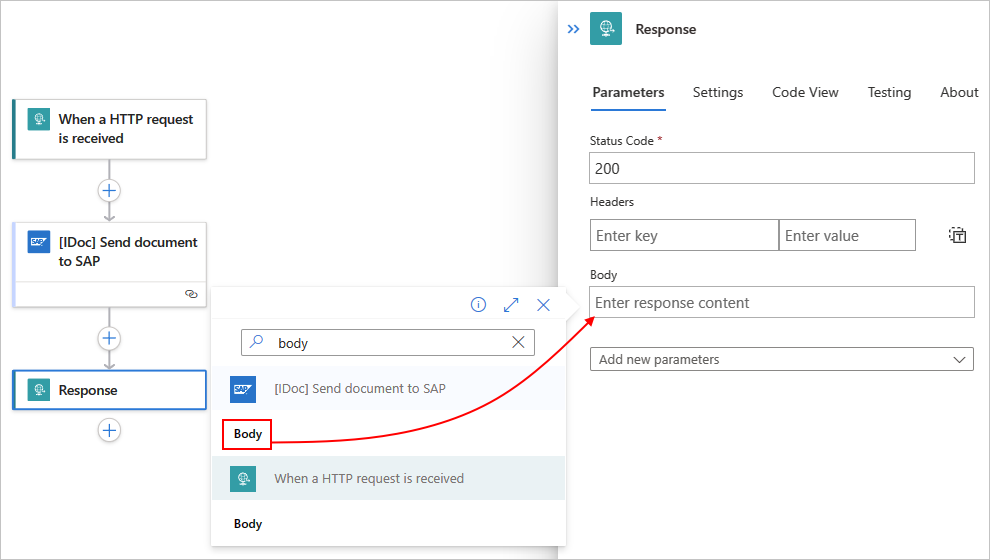 When a HTTP request
is received
[IDoc] Send document
to SAP
SAP
Response
body
SAP
[IDoc] Send document to SAP
Body
When a HTTP request is received
Body
Response
Parameters Settings Code View Testing About
Status Code *
200
Headers
Enter key Enter value
Body
Enter response content
Add new parameters